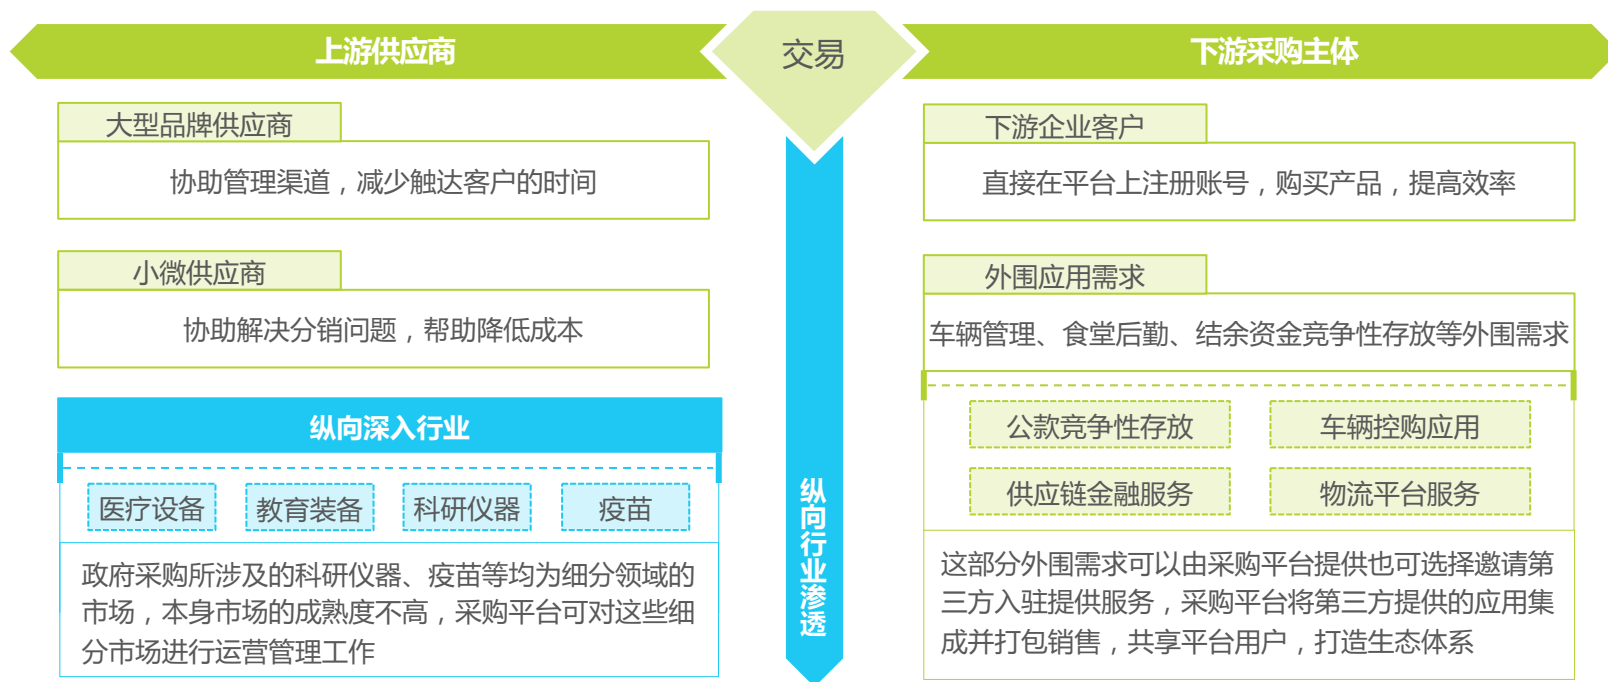 上游供应商
交易
下游采购主体
大型品牌供应商
协助管理渠道，减少触达客户的时间
小微供应商
协助解决分销问题，帮助降低成本
纵向深入行业
医疗设备
教育装备
科研仪器
疫苗
政府采购所涉及的科研仪器、疫苗等均为细分领域的
市场，本身市场的成熟度不高，采购平台可对这些细
分市场进行运营管理工作
纵向行业渗透
下游企业客户
直接在平台上注册账号，购买产品，提高效率
外围应用需求
车辆管理、食堂后勤、结余资金竞争性存放等外围需求
公款竞争性存放
车辆控购应用
供应链金融服务
物流平台服务
这部分外围需求可以由采购平台提供也可选择邀请第
三方入驻提供服务，采购平台将第三方提供的应用集
成并打包销售，共享平台用户，打造生态体系